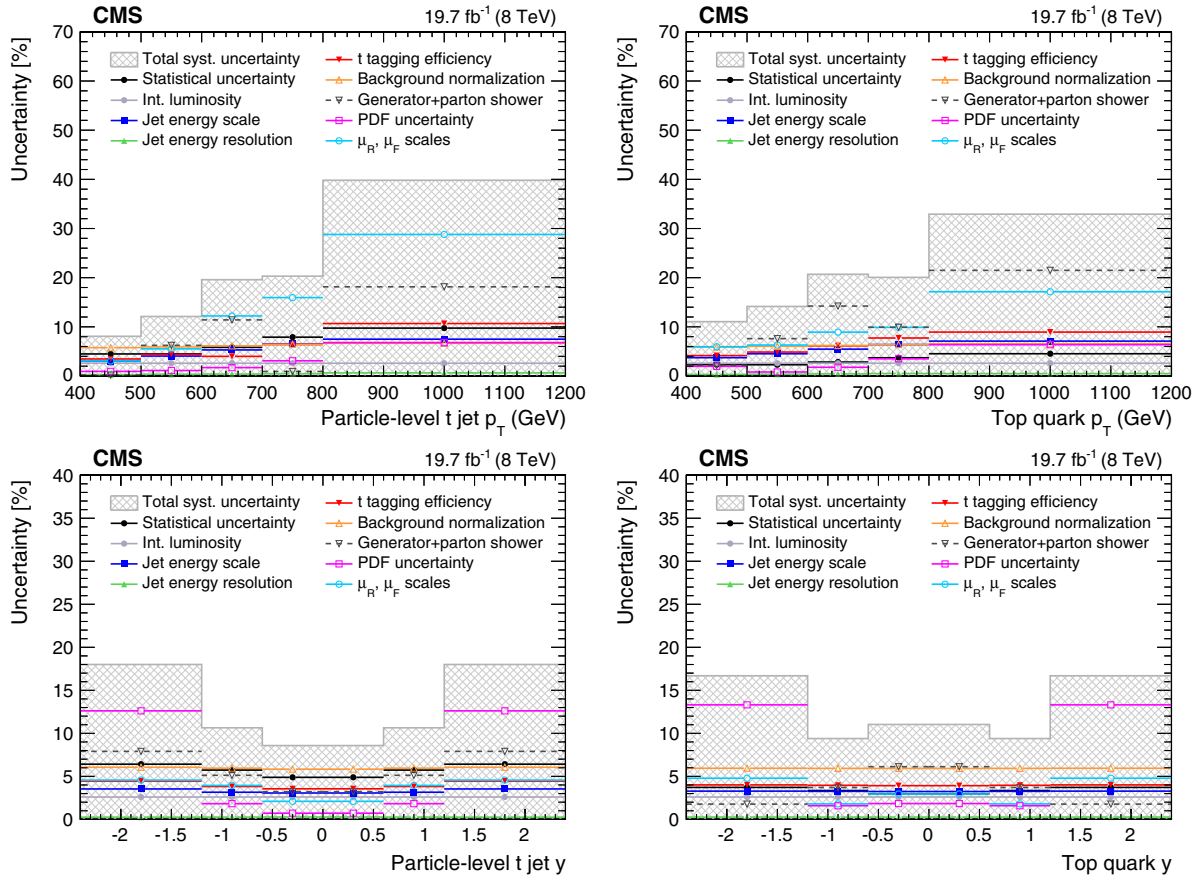 CMS 19.7 fb⁻¹ (8 TeV)
Uncertainty [%]
70
60
50
40
30
20
10
0
Total syst. uncertainty
Statistical uncertainty
Int. luminosity
Jet energy scale
Jet energy resolution
t tagging efficiency
Background normalization
Generator+parton shower
PDF uncertainty
μR, μF scales
400 500 600 700 800 900 1000 1100 1200
Particle-level t jet pT (GeV)
CMS 19.7 fb⁻¹ (8 TeV)
Uncertainty [%]
70
60
50
40
30
20
10
0
Total syst. uncertainty
Statistical uncertainty
Int. luminosity
Jet energy scale
Jet energy resolution
t tagging efficiency
Background normalization
Generator+parton shower
PDF uncertainty
μR, μF scales
400 500 600 700 800 900 1000 1100 1200
Top quark pT (GeV)
CMS 19.7 fb⁻¹ (8 TeV)
Uncertainty [%]
40
35
30
25
20
15
10
5
0
Total syst. uncertainty
Statistical uncertainty
Int. luminosity
Jet energy scale
Jet energy resolution
t tagging efficiency
Background normalization
Generator+parton shower
PDF uncertainty
μR, μF scales
-2 -1.5 -1 -0.5 0 0.5 1 1.5 2
Particle-level t jet y
CMS 19.7 fb⁻¹ (8 TeV)
Uncertainty [%]
40
35
30
25
20
15
10
5
0
Total syst. uncertainty
Statistical uncertainty
Int. luminosity
Jet energy scale
Jet energy resolution
t tagging efficiency
Background normalization
Generator+parton shower
PDF uncertainty
μR, μF scales
-2 -1.5 -1 -0.5 0 0.5 1 1.5 2
Top quark y